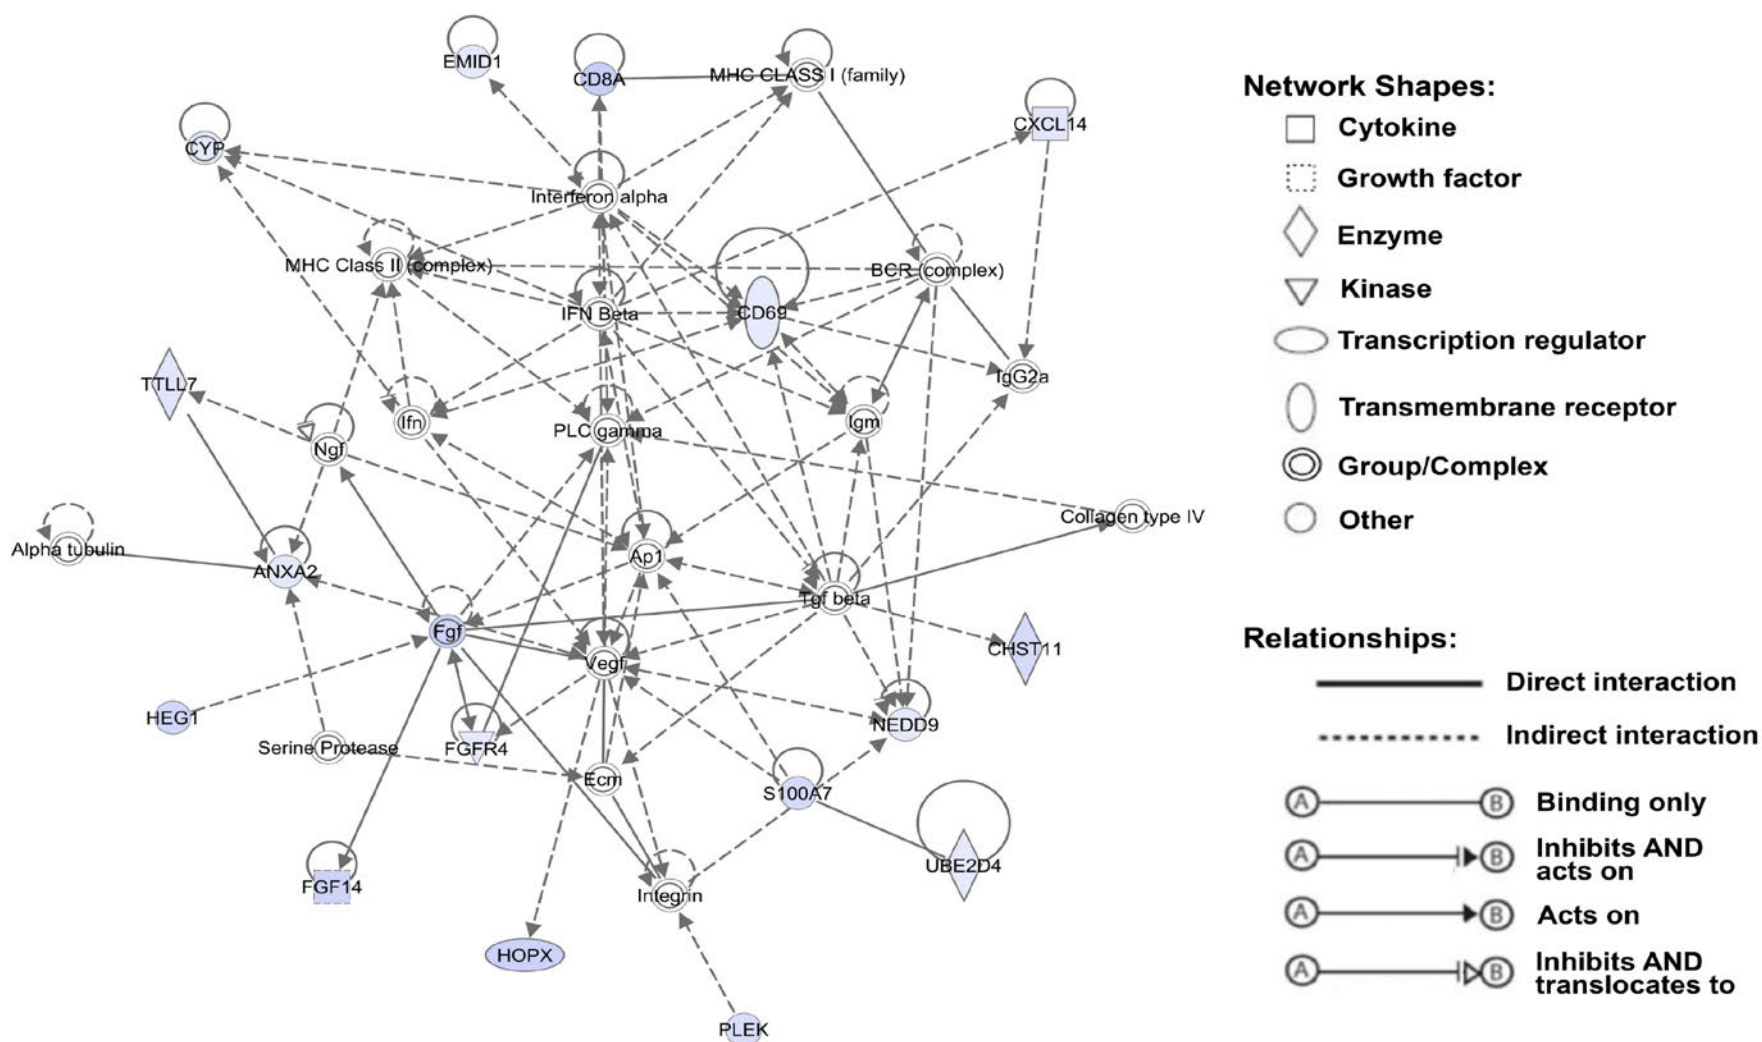 EMID1
CD8A
MHC CLASS I (family)
CXCL14
CYP
Interferon alpha
MHC Class II (complex)
BCR (complex)
IFN Beta
CD69
TTLL7
IgG2a
Ifn
Ngf
PLC gamma
Igm
Collagen type IV
Alpha tubulin
ANXA2
Ap1
Tgf beta
Fgf
Vegf
CHST11
HEG1
NEDD9
Serine Protease
FGFR4
Ecm
S100A7
FGF14
UBE2D4
Integrin
HOPX
PLEK
Network Shapes:
Cytokine
Growth factor
Enzyme
Kinase
Transcription regulator
Transmembrane receptor
Group/Complex
Other
Relationships:
Direct interaction
Indirect interaction
A B Binding only
A B Inhibits AND
acts on
A B Acts on
A B Inhibits AND
translocates to